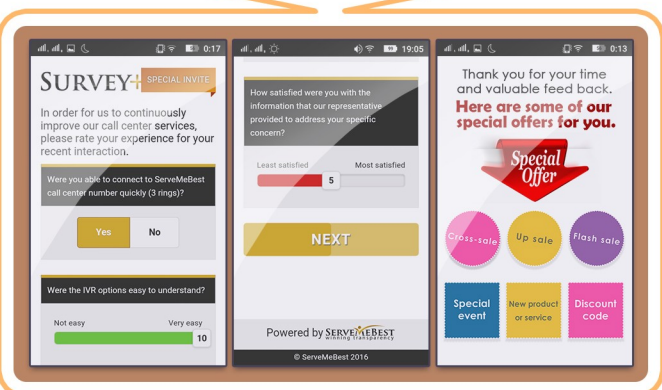 0:17
SURVEY+
SPECIAL INVITE
In order for us to continuously
improve our call center services,
please rate your experience for your
recent interaction.
Were you able to connect to ServeMeBest
call center number quickly (3 rings)?
Yes No
Were the IVR options easy to understand?
Not easy Very easy
10
19:05
How satisfied were you with the
information that our representative
provided to address your specific
concern?
Least satisfied Most satisfied
5
NEXT
Powered by SERVEMEBEST
winning transparency
© ServeMeBest 2016
0:13
Thank you for your time
and valuable feed back.
Here are some of our
special offers for you.
Special
Offer
Cross-sale Up sale Flash sale
Special
event
New product
or service
Discount
code